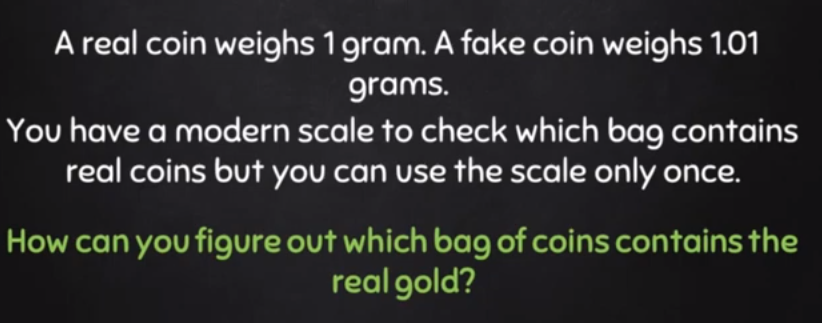 A real coin weighs 1 gram. A fake coin weighs 1.01
grams.
You have a modern scale to check which bag contains
real coins but you can use the scale only once.
How can you figure out which bag of coins contains the
real gold?